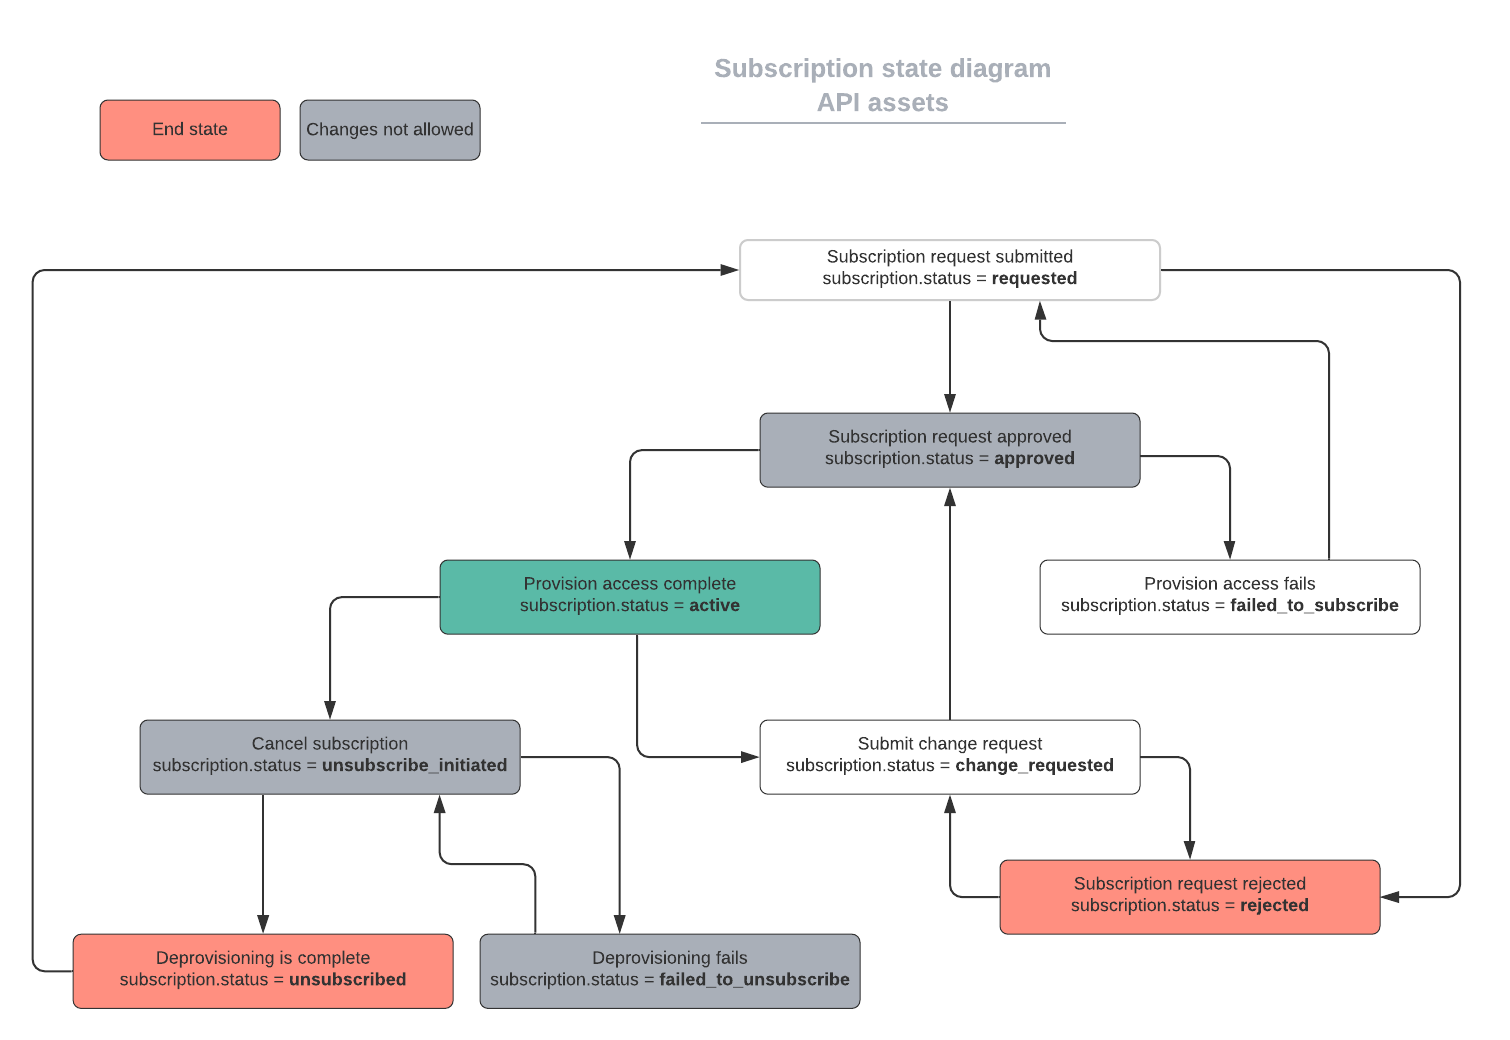 Subscription state diagram
API assets
End state
Changes not allowed
Subscription request submitted
subscription.status = requested
Subscription request approved
subscription.status = approved
Provision access complete
subscription.status = active
Provision access fails
subscription.status = failed_to_subscribe
Cancel subscription
subscription.status = unsubscribe_initiated
Submit change request
subscription.status = change_requested
Subscription request rejected
subscription.status = rejected
Deprovisioning is complete
subscription.status = unsubscribed
Deprovisioning fails
subscription.status = failed_to_unsubscribe